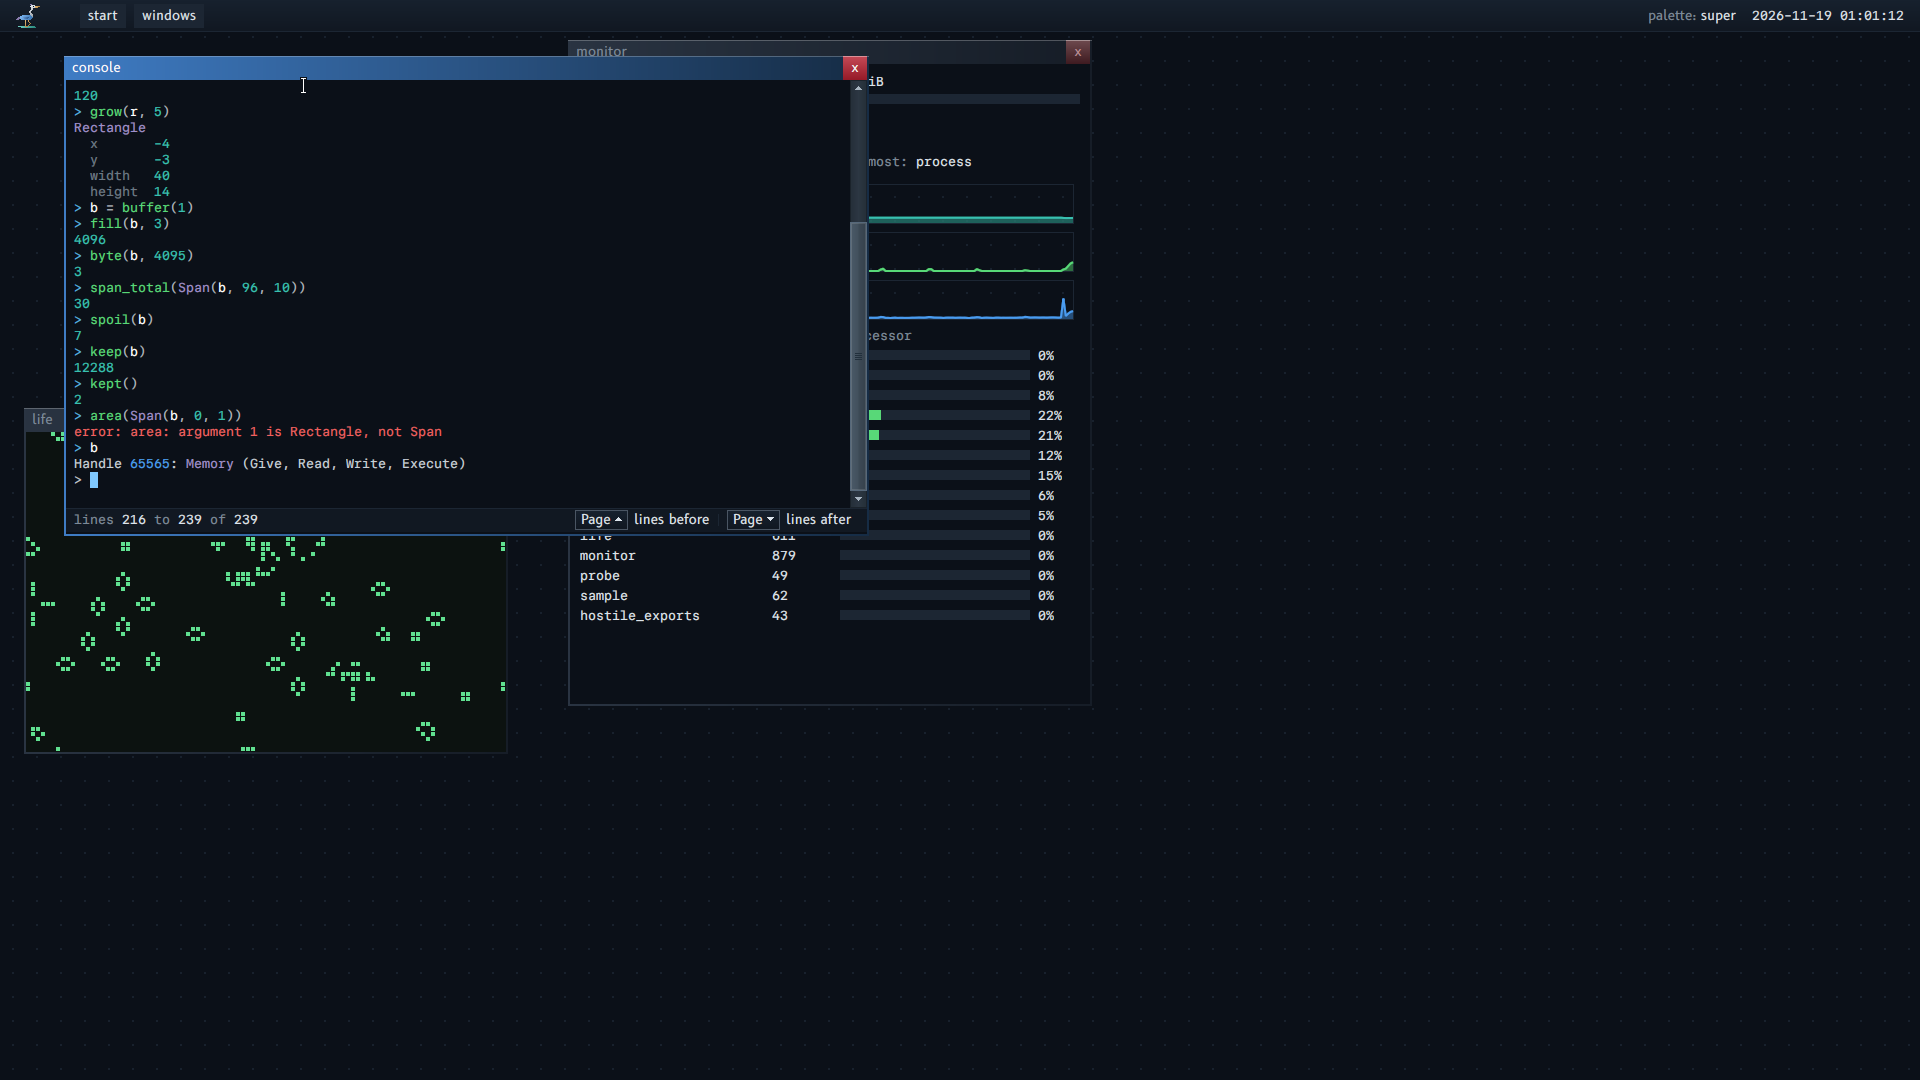 start windows palette: super 2026-11-19 01:01:12
monitor x
console x
iB
120
> grow(r, 5)
Rectangle
x -4
y -3
width 40
height 14
> b = buffer(1)
> fill(b, 3)
4096
> byte(b, 4095)
3
> span_total(Span(b, 96, 10))
30
> spoil(b)
7
> keep(b)
12288
> kept()
2
> area(Span(b, 0, 1))
error: area: argument 1 is Rectangle, not Span
> b
Handle 65565: Memory (Give, Read, Write, Execute)
>
lines 216 to 239 of 239 Page lines before Page lines after
most: process
cessor
0%
0%
8%
22%
21%
12%
15%
6%
5%
life 611 0%
monitor 879 0%
probe 49 0%
sample 62 0%
hostile_exports 43 0%
life